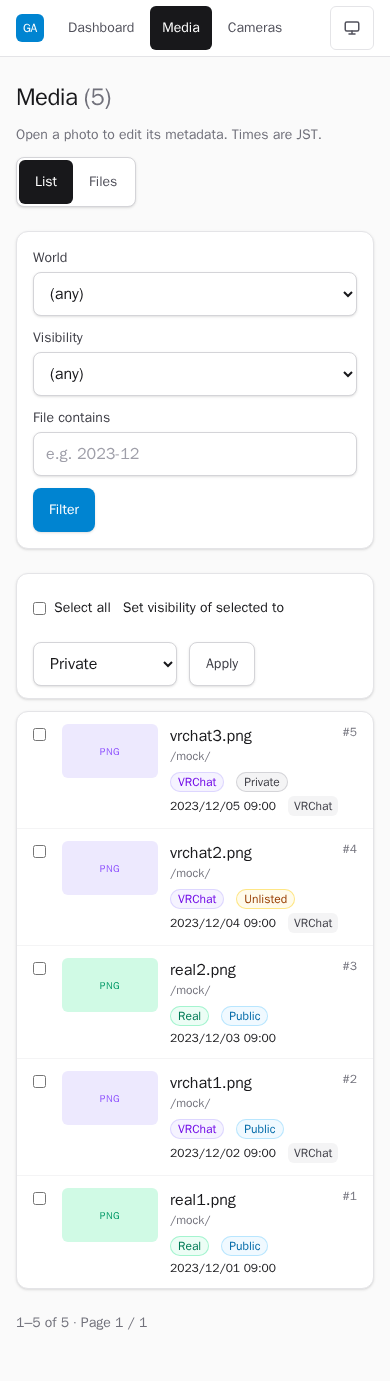 GA Dashboard Media Cameras
Media (5)
Open a photo to edit its metadata. Times are JST.
List Files
World
(any)
Visibility
(any)
File contains
e.g. 2023-12
Filter
Select all Set visibility of selected to
Private Apply
PNG vrchat3.png #5
/mock/
VRChat Private
2023/12/05 09:00 VRChat
PNG vrchat2.png #4
/mock/
VRChat Unlisted
2023/12/04 09:00 VRChat
PNG real2.png #3
/mock/
Real Public
2023/12/03 09:00
PNG vrchat1.png #2
/mock/
VRChat Public
2023/12/02 09:00 VRChat
PNG real1.png #1
/mock/
Real Public
2023/12/01 09:00
1–5 of 5 · Page 1 / 1